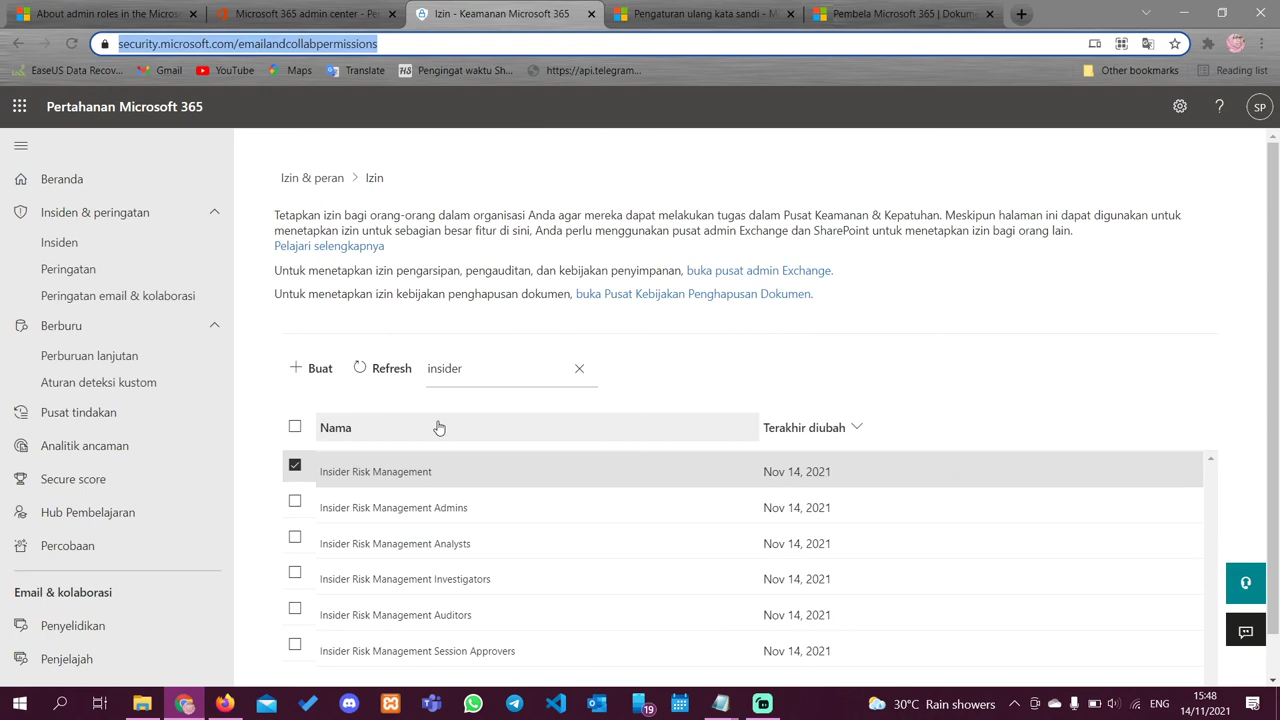 About admin roles in the Microso
Microsoft 365 admin center - Per
Izin - Keamanan Microsoft 365
Pengaturan ulang kata sandi - Mi
Pembela Microsoft 365 | Dokume
security.microsoft.com/emailandcollabpermissions
EaseUS Data Recov...
Gmail
YouTube
Maps
Translate
Pengingat waktu Sh...
https://api.telegram...
Other bookmarks
Reading list
Pertahanan Microsoft 365
SP
Beranda
Insiden & peringatan
Insiden
Peringatan
Peringatan email & kolaborasi
Berburu
Perburuan lanjutan
Aturan deteksi kustom
Pusat tindakan
Analitik ancaman
Secure score
Hub Pembelajaran
Percobaan
Email & kolaborasi
Penyelidikan
Penjelajah
Izin & peran > Izin
Tetapkan izin bagi orang-orang dalam organisasi Anda agar mereka dapat melakukan tugas dalam Pusat Keamanan & Kepatuhan. Meskipun halaman ini dapat digunakan untuk
menetapkan izin untuk sebagian besar fitur di sini, Anda perlu menggunakan pusat admin Exchange dan SharePoint untuk menetapkan izin bagi orang lain.
Pelajari selengkapnya
Untuk menetapkan izin pengarsipan, pengauditan, dan kebijakan penyimpanan, buka pusat admin Exchange.
Untuk menetapkan izin kebijakan penghapusan dokumen, buka Pusat Kebijakan Penghapusan Dokumen.
Buat
Refresh
insider
Nama
Terakhir diubah
Insider Risk Management Nov 14, 2021
Insider Risk Management Admins Nov 14, 2021
Insider Risk Management Analysts Nov 14, 2021
Insider Risk Management Investigators Nov 14, 2021
Insider Risk Management Auditors Nov 14, 2021
Insider Risk Management Session Approvers Nov 14, 2021
19
30°C Rain showers
ENG
15:48
14/11/2021